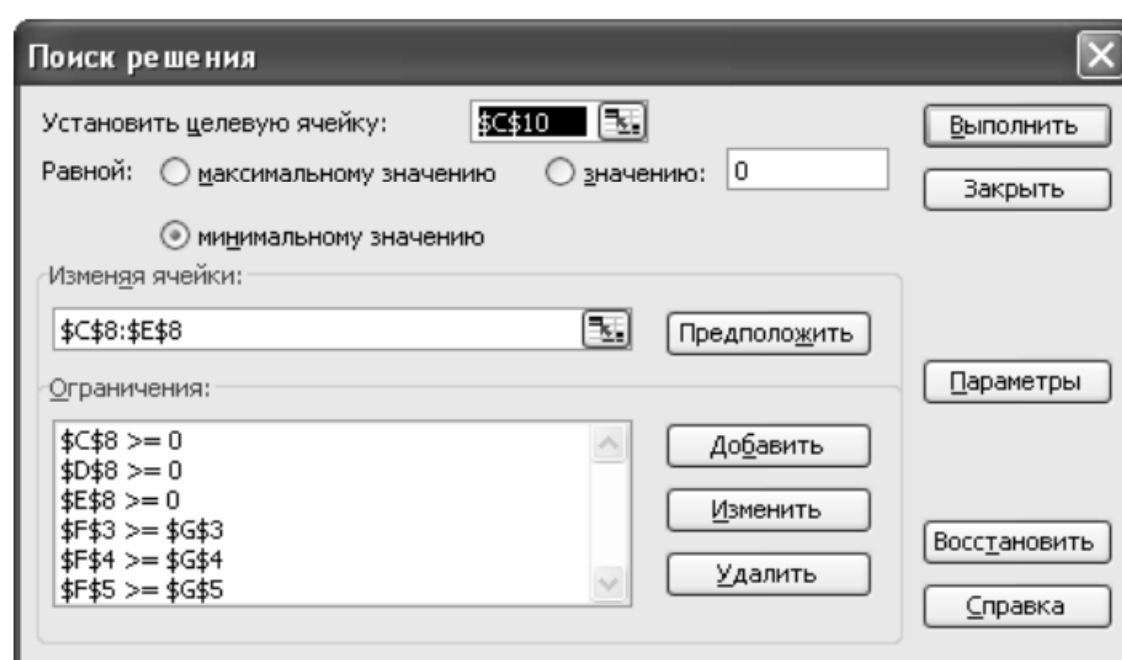 Поиск решения
Установить целевую ячейку: $C$10 Выполнить
Равной: максимальному значению значению: 0 Закрыть
минимальному значению
Изменяя ячейки:
$C$8:$E$8 Предположить
Параметры
Ограничения:
$C$8 >= 0 Добавить
$D$8 >= 0
$E$8 >= 0 Изменить
$F$3 >= $G$3 Восстановить
$F$4 >= $G$4 Удалить
$F$5 >= $G$5 Справка